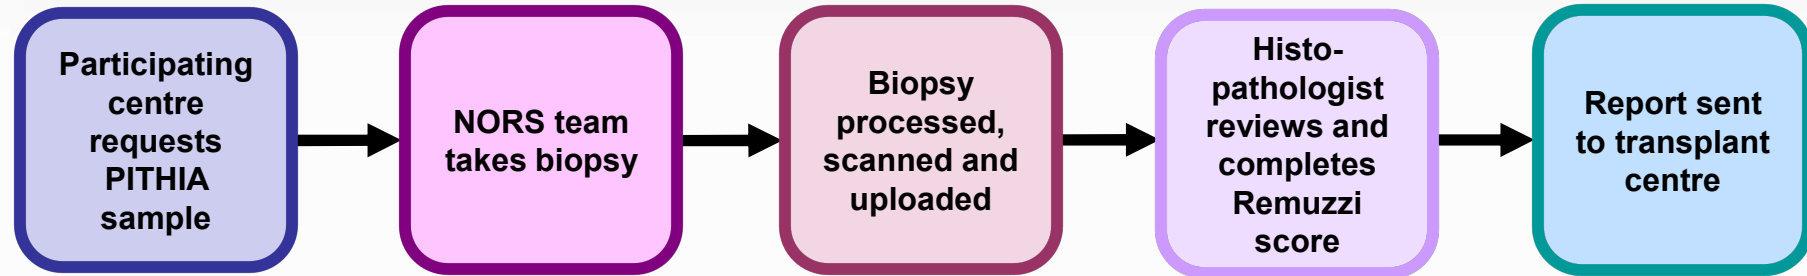 Participating
centre
requests
PITHIA
sample
NORS team
takes biopsy
Biopsy
processed,
scanned and
uploaded
Histo-
pathologist
reviews and
completes
Remuzzi
score
Report sent
to transplant
centre